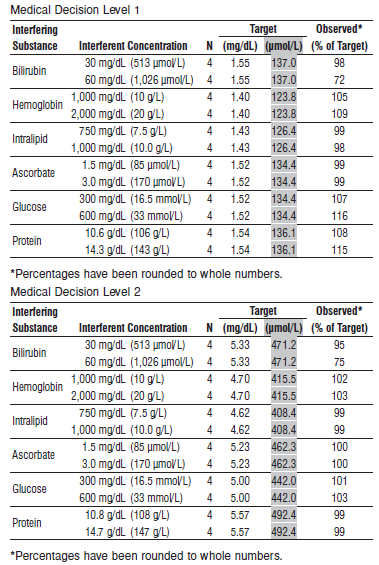 Medical Decision Level 1
Interfering Target Observed*
Substance Interferent Concentration N (mg/dL) (µmol/L) (% of Target)
Bilirubin 30 mg/dL (513 µmol/L) 4 1.55 137.0 98
60 mg/dL (1,026 µmol/L) 4 1.55 137.0 72
Hemoglobin 1,000 mg/dL (10 g/L) 4 1.40 123.8 105
2,000 mg/dL (20 g/L) 4 1.40 123.8 109
Intralipid 750 mg/dL (7.5 g/L) 4 1.43 126.4 99
1,000 mg/dL (10.0 g/L) 4 1.43 126.4 98
Ascorbate 1.5 mg/dL (85 µmol/L) 4 1.52 134.4 99
3.0 mg/dL (170 µmol/L) 4 1.52 134.4 99
Glucose 300 mg/dL (16.5 mmol/L) 4 1.52 134.4 107
600 mg/dL (33 mmol/L) 4 1.52 134.4 116
Protein 10.6 g/dL (106 g/L) 4 1.54 136.1 108
14.3 g/dL (143 g/L) 4 1.54 136.1 115
*Percentages have been rounded to whole numbers.
Medical Decision Level 2
Interfering Target Observed*
Substance Interferent Concentration N (mg/dL) (µmol/L) (% of Target)
Bilirubin 30 mg/dL (513 µmol/L) 4 5.33 471.2 95
60 mg/dL (1,026 µmol/L) 4 5.33 471.2 75
Hemoglobin 1,000 mg/dL (10 g/L) 4 4.70 415.5 102
2,000 mg/dL (20 g/L) 4 4.70 415.5 103
Intralipid 750 mg/dL (7.5 g/L) 4 4.62 408.4 99
1,000 mg/dL (10.0 g/L) 4 4.62 408.4 99
Ascorbate 1.5 mg/dL (85 µmol/L) 4 5.23 462.3 100
3.0 mg/dL (170 µmol/L) 4 5.23 462.3 100
Glucose 300 mg/dL (16.5 mmol/L) 4 5.00 442.0 101
600 mg/dL (33 mmol/L) 4 5.00 442.0 103
Protein 10.8 g/dL (108 g/L) 4 5.57 492.4 99
14.7 g/dL (147 g/L) 4 5.57 492.4 99
*Percentages have been rounded to whole numbers.